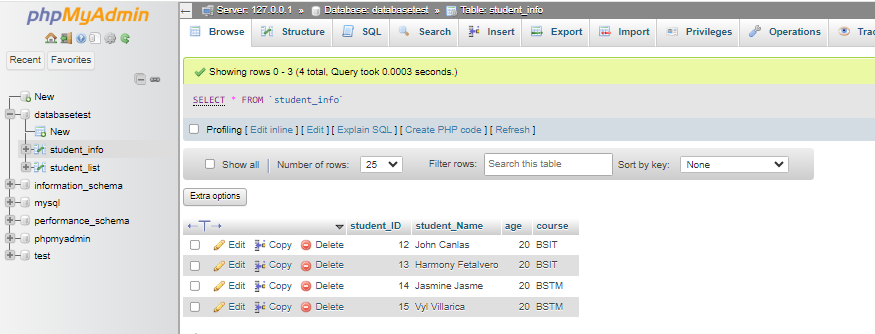 phpMyAdmin
Recent Favorites
New
databasetest
New
student_info
student_list
information_schema
mysql
performance_schema
phpmyadmin
test
Server: 127.0.0.1 » Database: databasetest » Table: student_info
Browse Structure SQL Search Insert Export Import Privileges Operations Trac
Showing rows 0 - 3 (4 total, Query took 0.0003 seconds.)
SELECT * FROM `student_info`
Profiling [ Edit inline ] [ Edit ] [ Explain SQL ] [ Create PHP code ] [ Refresh ]
Show all Number of rows: 25 Filter rows: Search this table Sort by key: None
Extra options
←T→ student_ID student_Name age course
Edit Copy Delete 12 John Canlas 20 BSIT
Edit Copy Delete 13 Harmony Fetalvero 20 BSIT
Edit Copy Delete 14 Jasmine Jasme 20 BSTM
Edit Copy Delete 15 Vyl Villarica 20 BSTM